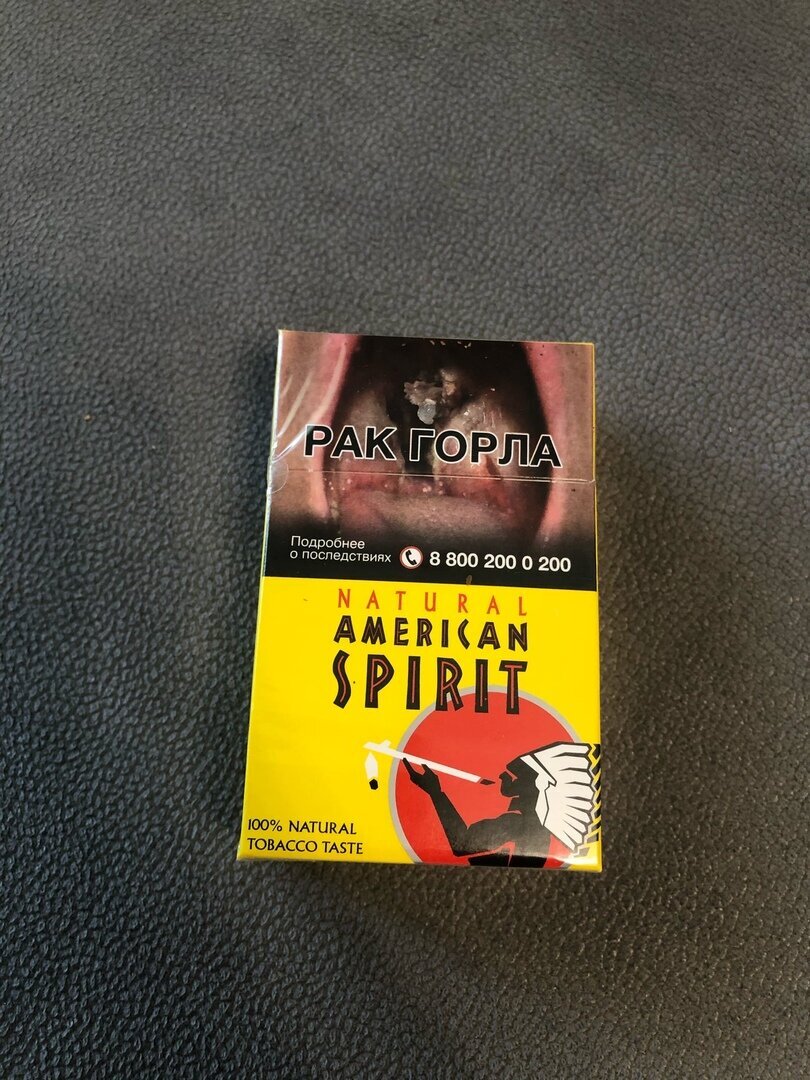 РАК ГОРЛА
Подробнее
о последствиях 8 800 200 0 200
NATURAL
AMERICAN
SPIRIT
100% NATURAL
TOBACCO TASTE